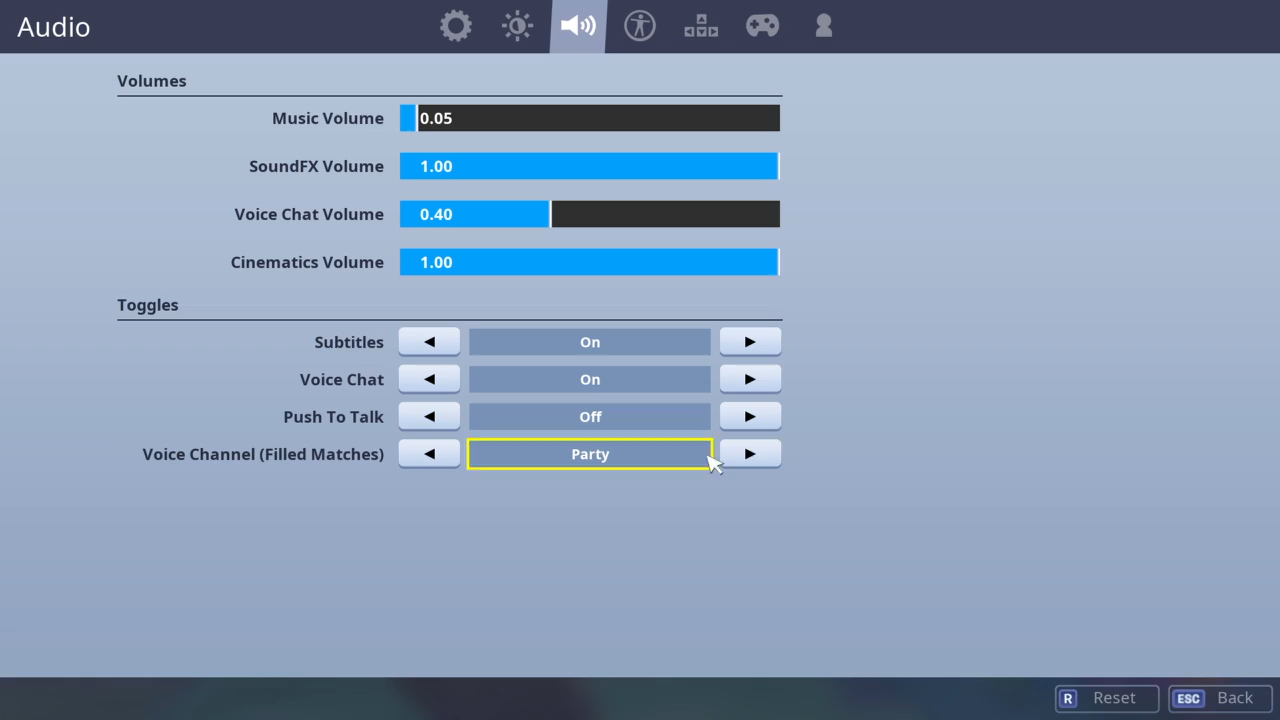 Audio
Volumes
Music Volume 0.05
SoundFX Volume 1.00
Voice Chat Volume 0.40
Cinematics Volume 1.00
Toggles
Subtitles On
Voice Chat On
Push To Talk Off
Voice Channel (Filled Matches) Party
R Reset ESC Back